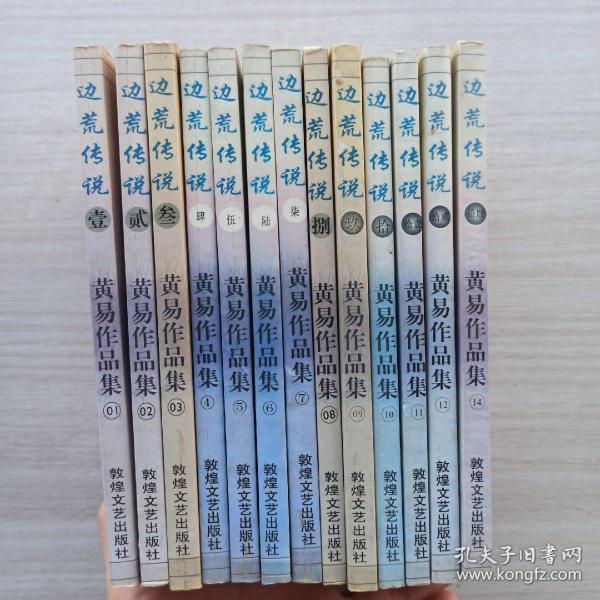 边荒传说 壹 黄易作品集 01 敦煌文艺出版社
边荒传说 贰 黄易作品集 02 敦煌文艺出版社
边荒传说 叁 黄易作品集 03 敦煌文艺出版社
边荒传说 肆 黄易作品集 ④ 敦煌文艺出版社
边荒传说 伍 黄易作品集 ⑤ 敦煌文艺出版社
边荒传说 陆 黄易作品集 ⑥ 敦煌文艺出版社
边荒传说 柒 黄易作品集 ⑦ 敦煌文艺出版社
边荒传说 捌 黄易作品集 08 敦煌文艺出版社
边荒传说 玖 黄易作品集 09 敦煌文艺出版社
边荒传说 拾 黄易作品集 ⑩ 敦煌文艺出版社
边荒传说 拾壹 黄易作品集 ⑪ 敦煌文艺出版社
边荒传说 拾贰 黄易作品集 ⑫ 敦煌文艺出版社
边荒传说 黄易作品集 ⑭ 敦煌文艺出版社
孔夫子旧书网
www.kongfz.com